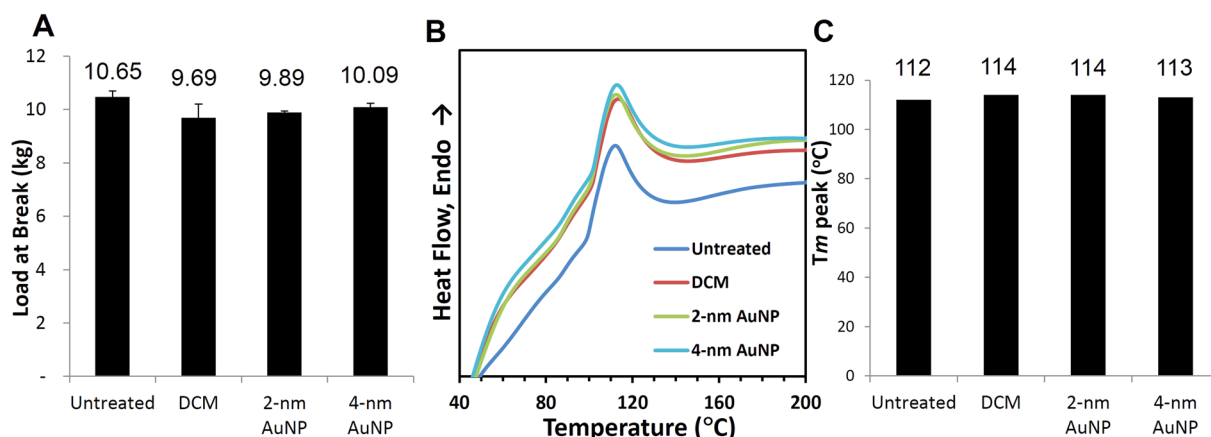 A
Load at Break (kg)
12
10
8
6
4
2
-
10.65
9.69
9.89
10.09
Untreated
DCM
2-nm
AuNP
4-nm
AuNP
B
Heat Flow, Endo →
Untreated
DCM
2-nm AuNP
4-nm AuNP
40
80
120
160
200
Temperature (°C)
C
Tm peak (°C)
120
100
80
60
40
20
0
112
114
114
113
Untreated
DCM
2-nm
AuNP
4-nm
AuNP